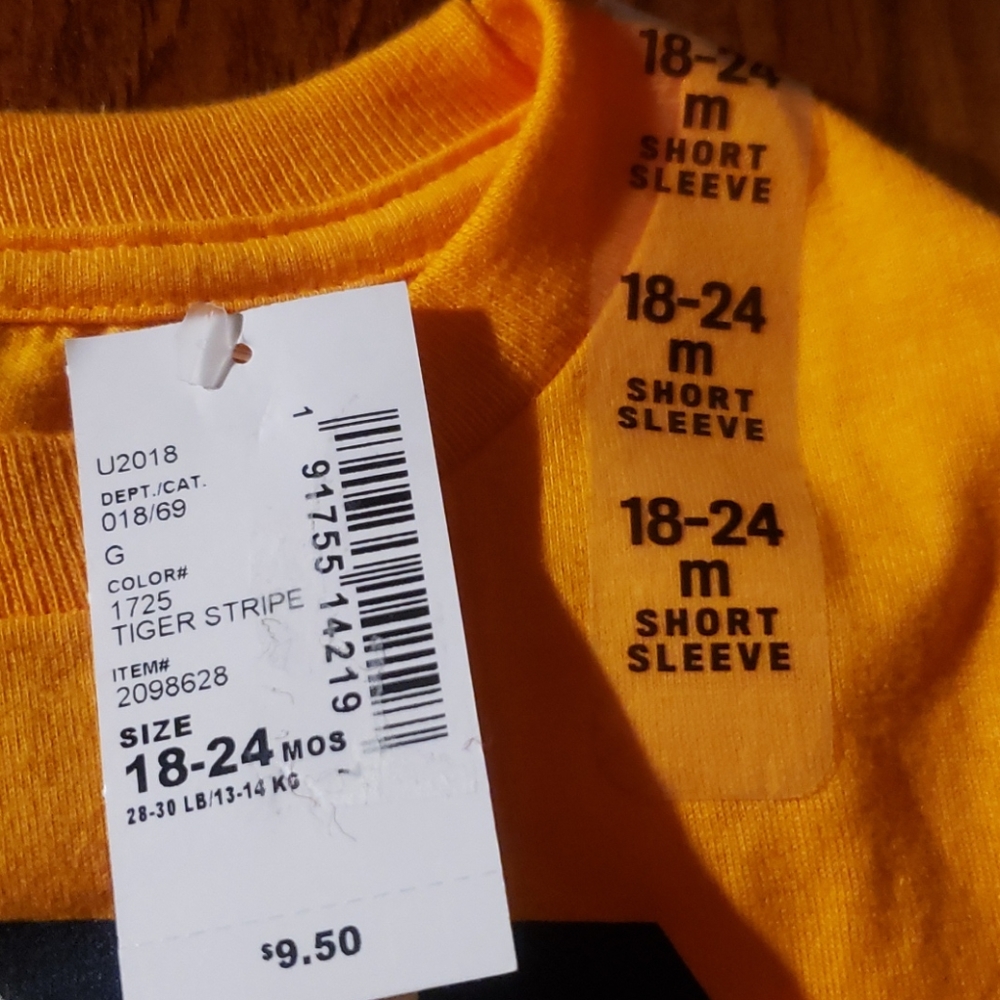 U2018
DEPT./CAT.
018/69
G
COLOR#
1725
TIGER STRIPE
ITEM#
2098628
SIZE
18-24 MOS
28-30 LB/13-14 KG
$9.50
1 91755 14219 7
18-24
m
SHORT
SLEEVE
18-24
m
SHORT
SLEEVE
18-24
m
SHORT
SLEEVE